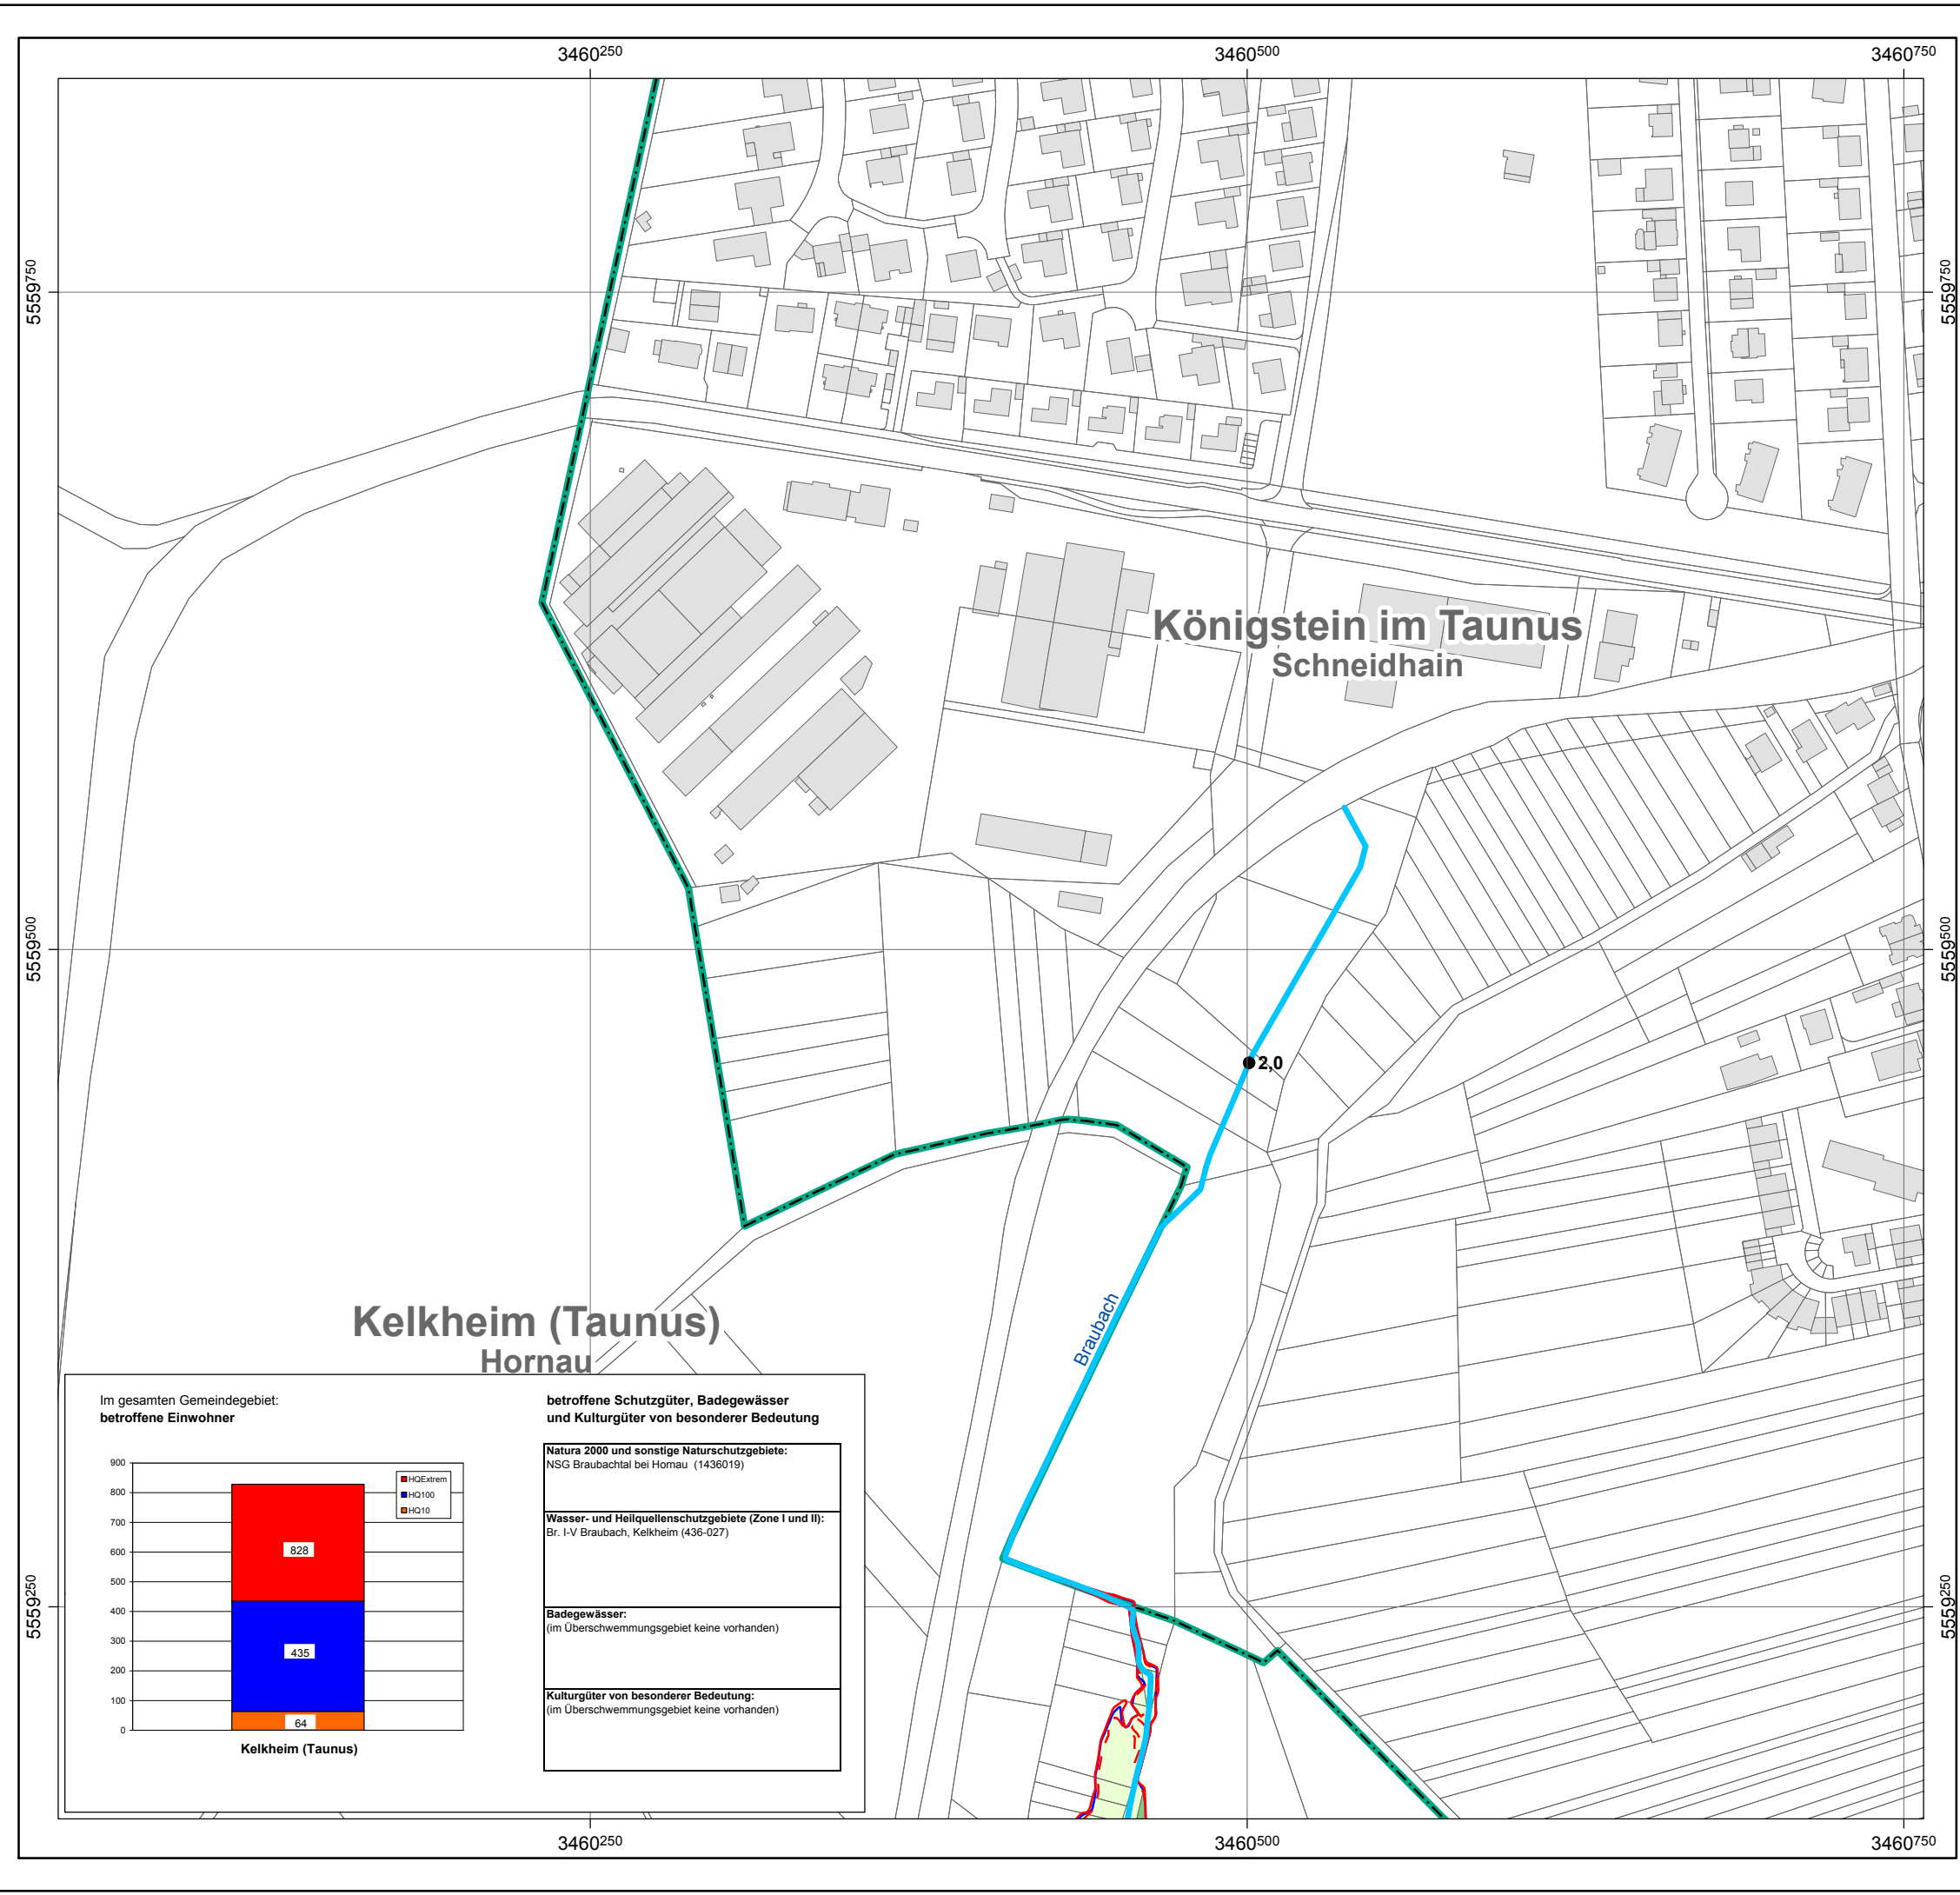 3460250
3460500
3460750
5559750
5559750
Königstein im Taunus
Schneidhain
5559500
5559500
2,0
Braubach
Kelkheim (Taunus)
Hornau
Im gesamten Gemeindegebiet:
betroffene Einwohner
900
800
700
600
500
400
300
200
100
0
HQExtrem
HQ100
HQ10
828
435
64
Kelkheim (Taunus)
betroffene Schutzgüter, Badegewässer
und Kulturgüter von besonderer Bedeutung
Natura 2000 und sonstige Naturschutzgebiete:
NSG Braubachtal bei Hornau (1436019)
Wasser- und Heilquellenschutzgebiete (Zone I und II):
Br. I-V Braubach, Kelkheim (436-027)
Badegewässer:
(im Überschwemmungsgebiet keine vorhanden)
Kulturgüter von besonderer Bedeutung:
(im Überschwemmungsgebiet keine vorhanden)
5559250
5559250
3460250
3460500
3460750